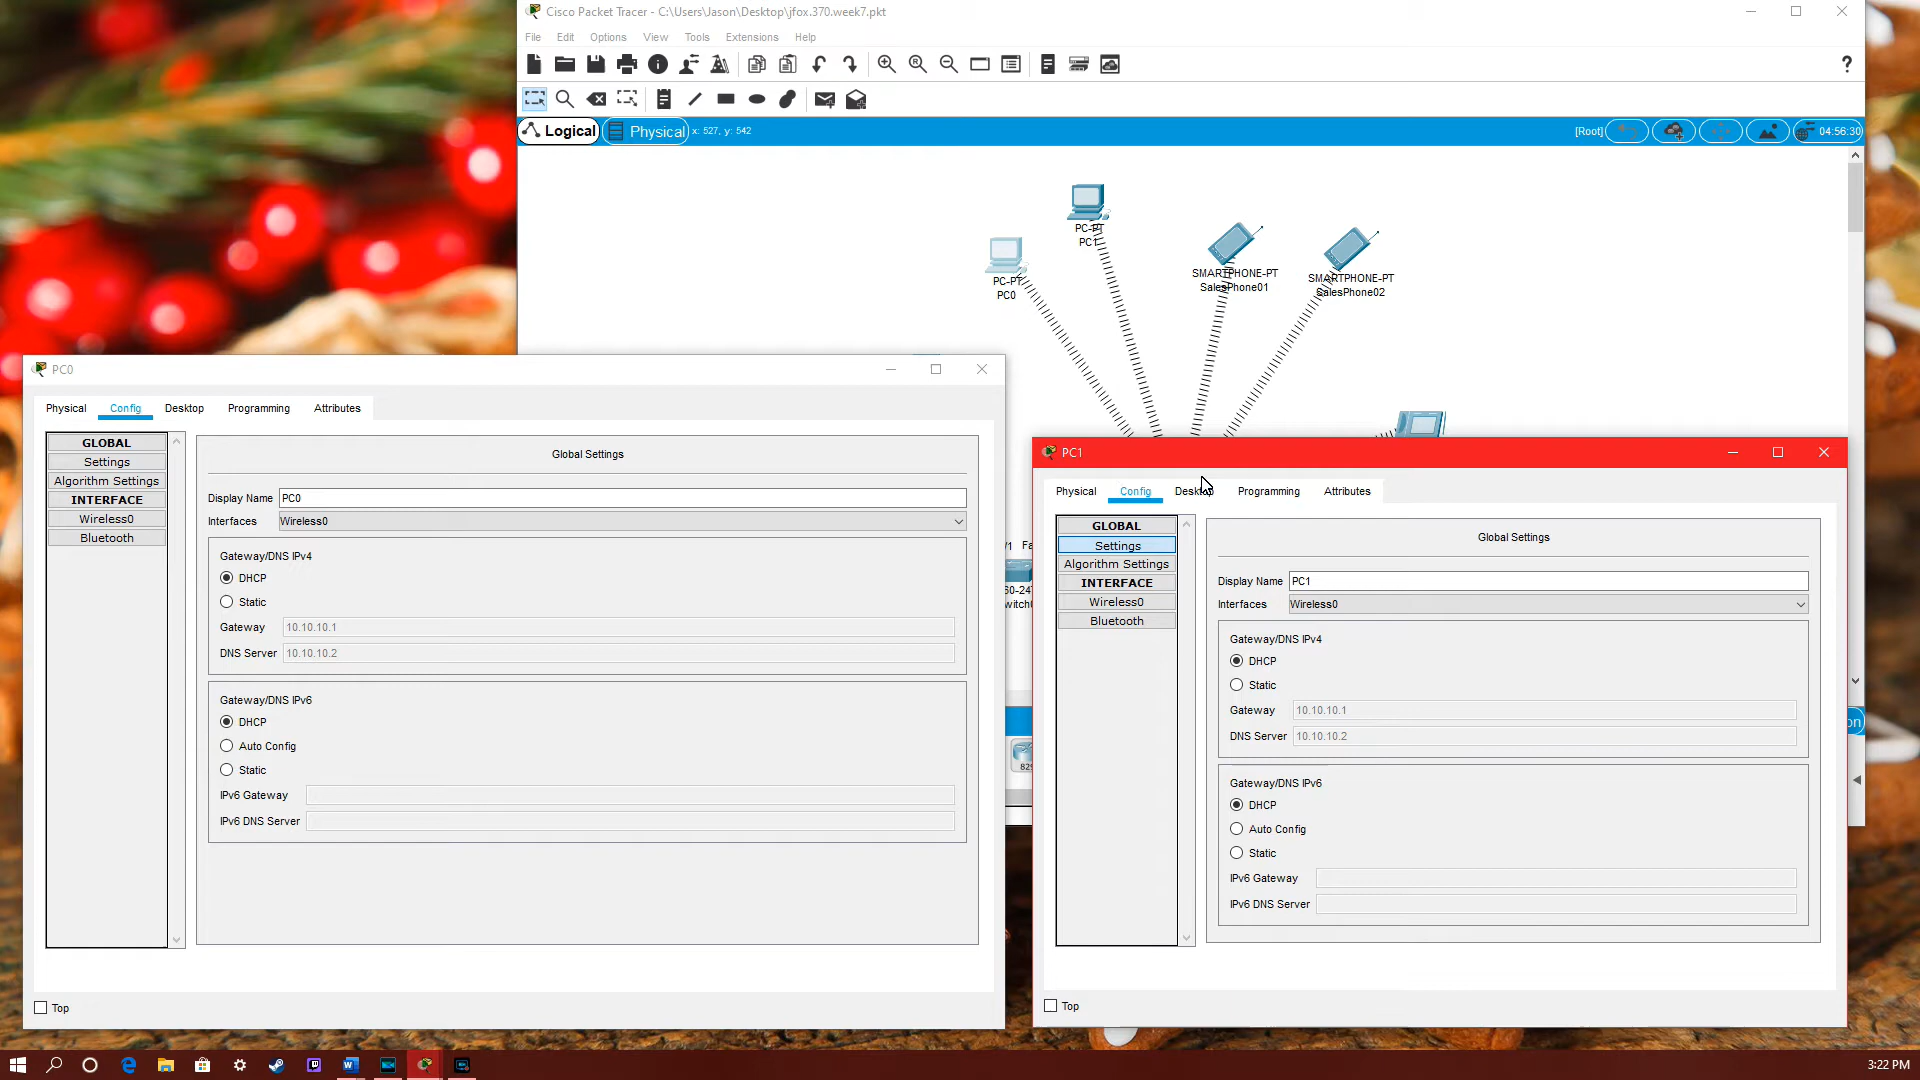 Cisco Packet Tracer - C:\Users\Jason\Desktop\jfox.370.week7.pkt
File Edit Options View Tools Extensions Help
Logical Physical x: 527, y: 542 [Root] 04:56:30
PC-PT
PC1
PC-PT
PC0
SMARTPHONE-PT
SalesPhone01
SMARTPHONE-PT
SalesPhone02
PC0
Physical Config Desktop Programming Attributes
GLOBAL
Settings
Algorithm Settings
INTERFACE
Wireless0
Bluetooth
Global Settings
Display Name PC0
Interfaces Wireless0
Gateway/DNS IPv4
DHCP
Static
Gateway 10.10.10.1
DNS Server 10.10.10.2
Gateway/DNS IPv6
DHCP
Auto Config
Static
IPv6 Gateway
IPv6 DNS Server
Top
PC1
Physical Config Desktop Programming Attributes
GLOBAL
Settings
Algorithm Settings
INTERFACE
Wireless0
Bluetooth
Global Settings
Display Name PC1
Interfaces Wireless0
Gateway/DNS IPv4
DHCP
Static
Gateway 10.10.10.1
DNS Server 10.10.10.2
Gateway/DNS IPv6
DHCP
Auto Config
Static
IPv6 Gateway
IPv6 DNS Server
Top
3:22 PM